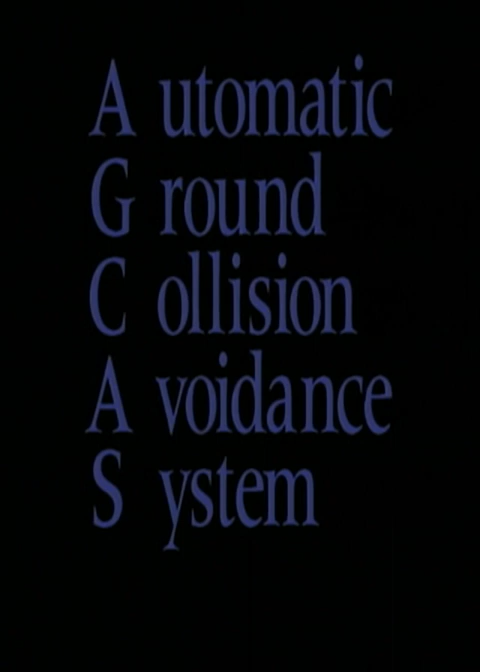 A utomatic
G round
C ollision
A voidance
S ystem